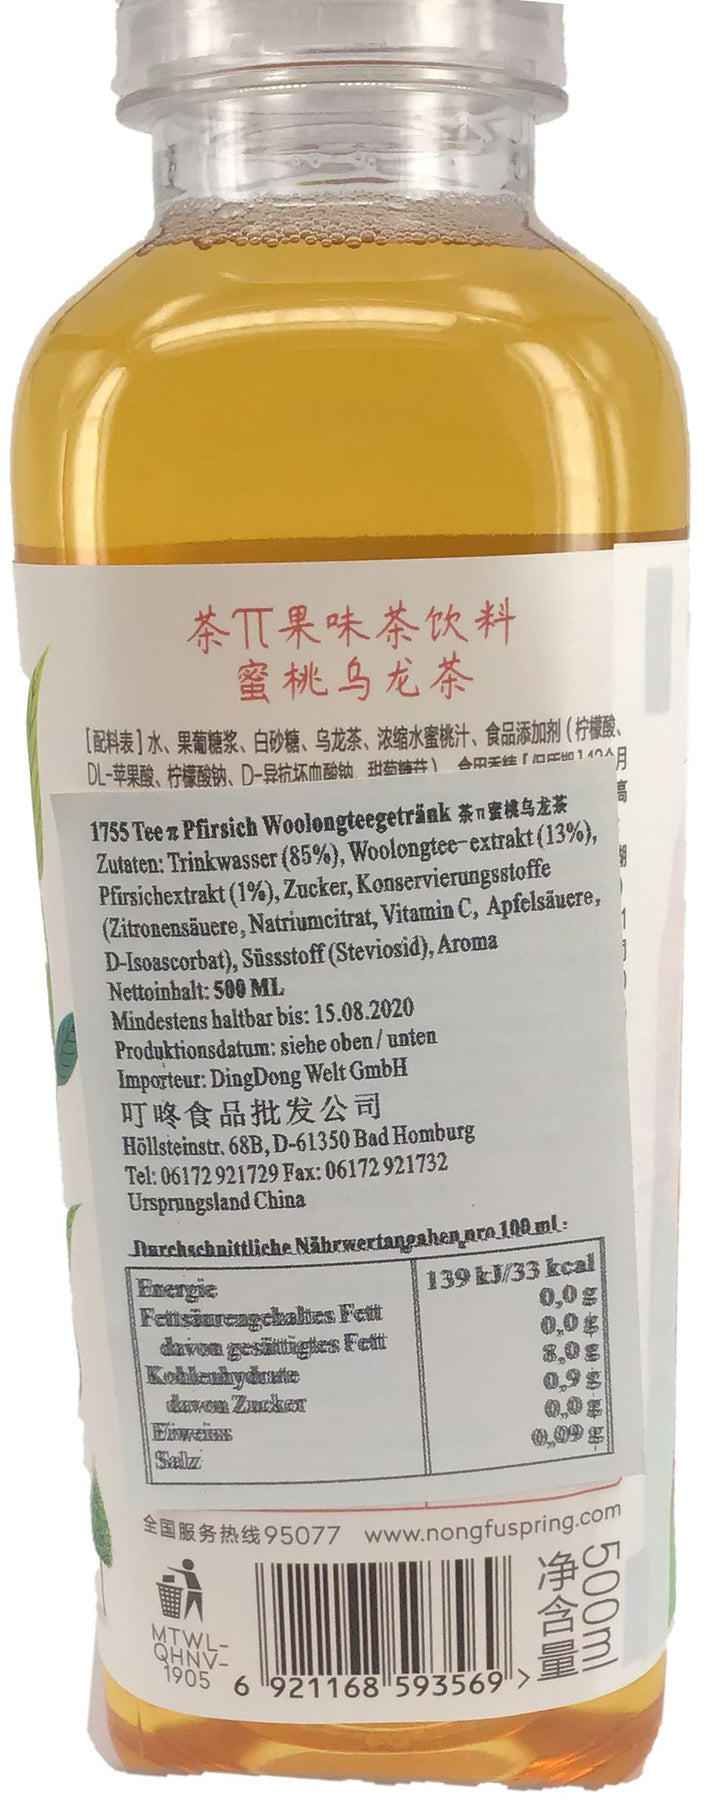 茶π果味茶饮料
蜜桃乌龙茶
[配料表]水、果葡糖浆、白砂糖、乌龙茶、浓缩水蜜桃汁、食品添加剂(柠檬酸、
DL-苹果酸、柠檬酸钠、D-异抗坏血酸钠、甜菊糖苷)、食用香精
月
高
1755 Tee π Pfirsich Woolongteegetränk 茶π蜜桃乌龙茶
Zutaten: Trinkwasser (85%), Woolongtee-extrakt (13%),
Pfirsichextrakt (1%), Zucker, Konservierungsstoffe
(Zitronensäuere, Natriumcitrat, Vitamin C, Apfelsäuere,
D-Isoascorbat), Süssstoff (Steviosid), Aroma
Nettoinhalt: 500 ML
Mindestens haltbar bis: 15.08.2020
Produktionsdatum: siehe oben / unten
Importeur: DingDong Welt GmbH
叮咚食品批发公司
Höllsteinstr. 68B, D-61350 Bad Homburg
Tel: 06172 921729 Fax: 06172 921732
Ursprungsland China
Durchschnittliche Nährwertangaben pro 100 ml:
Energie 139 kJ/33 kcal
Fettsäurengehaltes Fett 0,0 g
davon gesättigtes Fett 0,0 g
Kohlenhydrate 8,0 g
davon Zucker 0,9 g
Eiweiss 0,0 g
Salz 0,09 g
全国服务热线95077 www.nongfuspring.com
MTWL-
QHNV-
1905
6 921168 593569 >
净含量
500ml